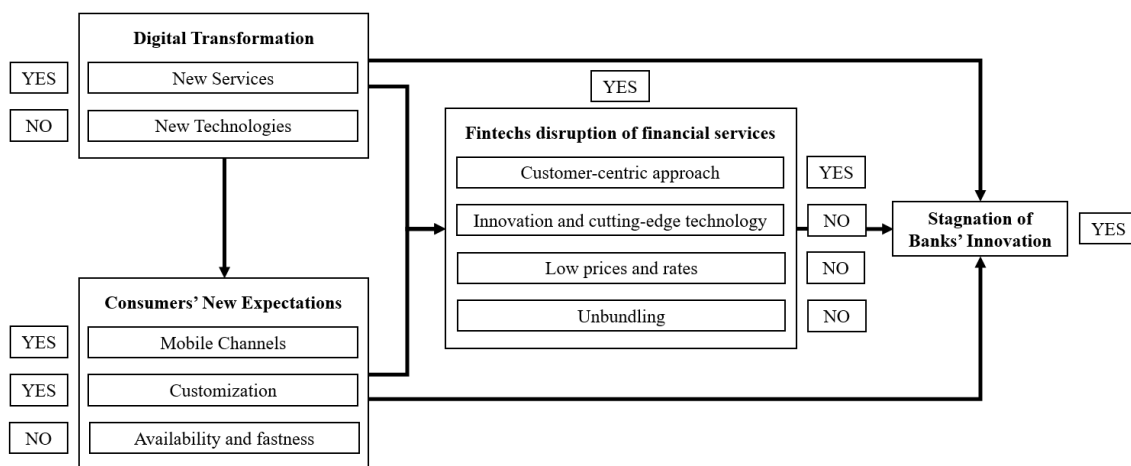 Digital Transformation
YES
New Services
NO
New Technologies
Consumers’ New Expectations
YES
Mobile Channels
YES
Customization
NO
Availability and fastness
YES
Fintechs disruption of financial services
Customer-centric approach
YES
Innovation and cutting-edge technology
NO
Low prices and rates
NO
Unbundling
NO
Stagnation of
Banks’ Innovation
YES